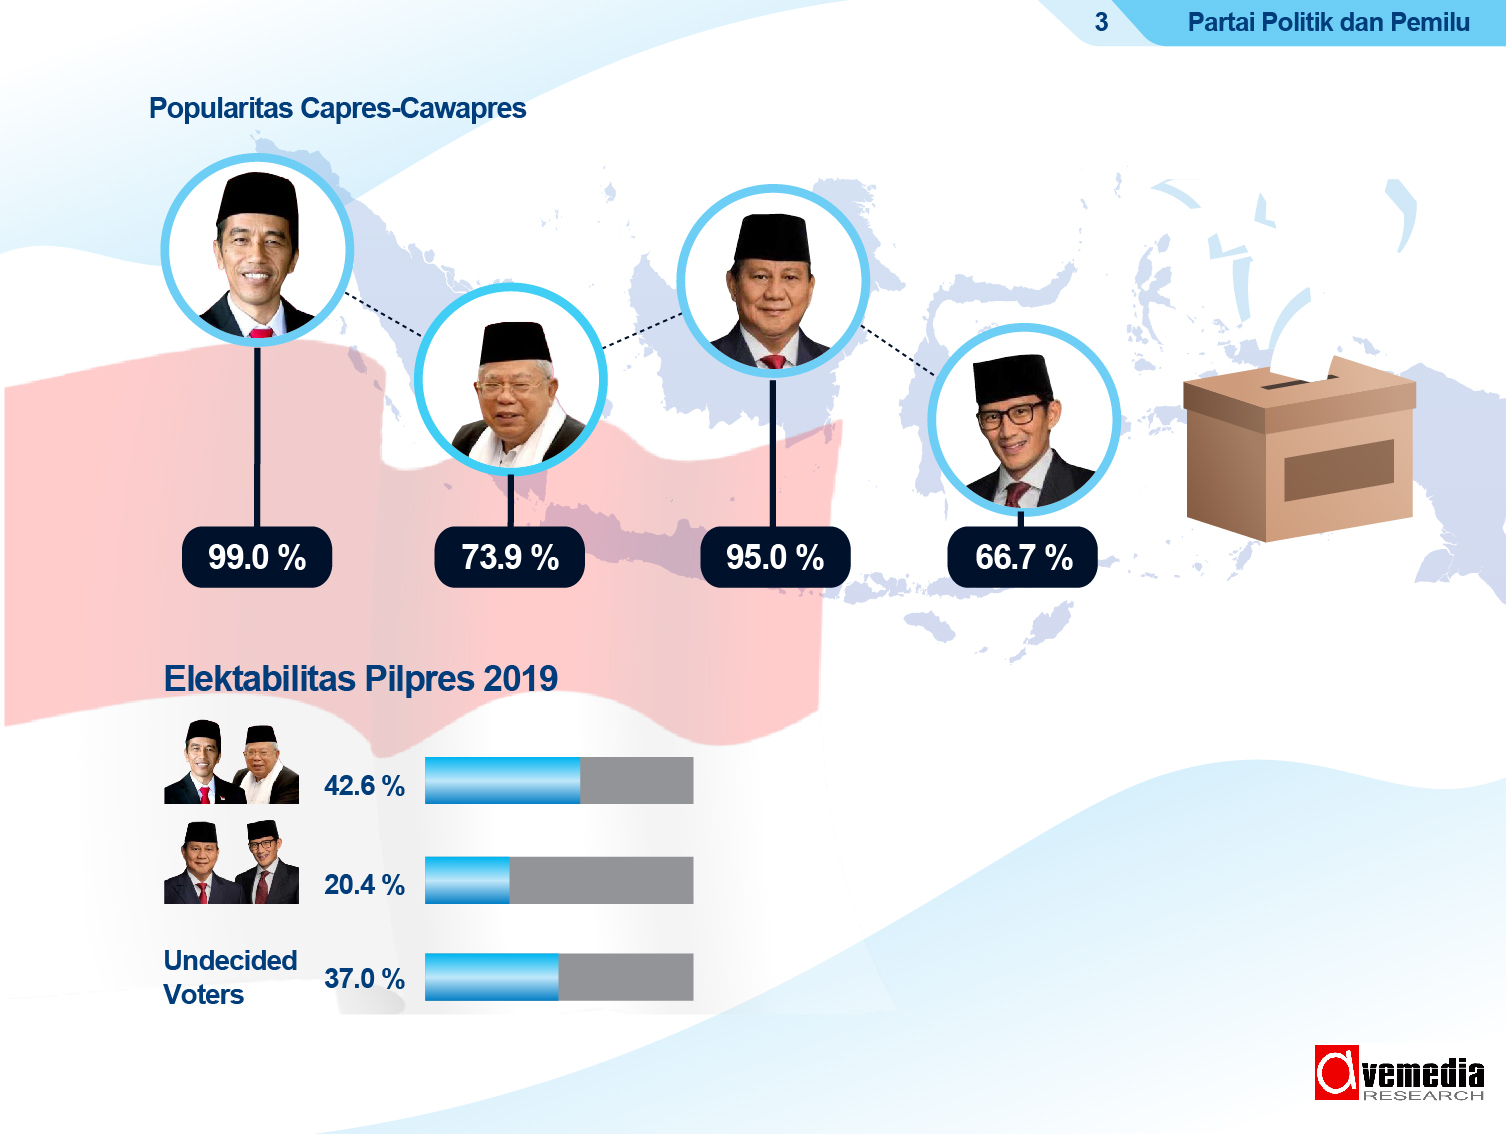 3
Partai Politik dan Pemilu
Popularitas Capres-Cawapres
99.0 %
73.9 %
95.0 %
66.7 %
Elektabilitas Pilpres 2019
42.6 %
20.4 %
Undecided
Voters
37.0 %
avemedia
RESEARCH